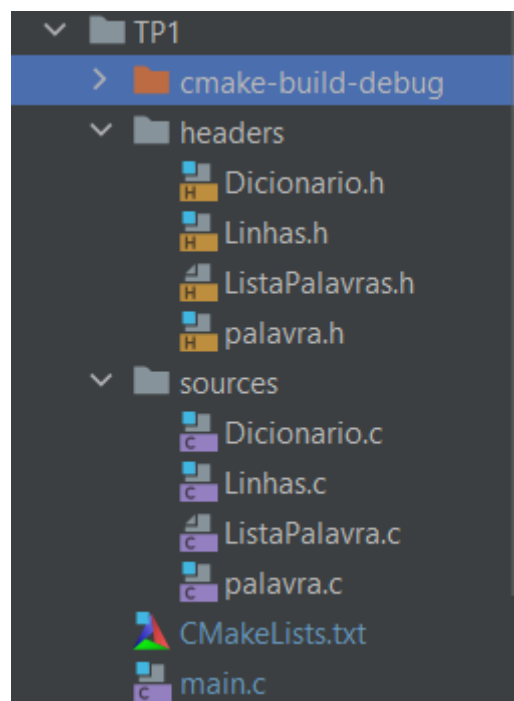 TP1
cmake-build-debug
headers
H Dicionario.h
H Linhas.h
H ListaPalavras.h
H palavra.h
sources
C Dicionario.c
C Linhas.c
C ListaPalavra.c
C palavra.c
CMakeLists.txt
C main.c